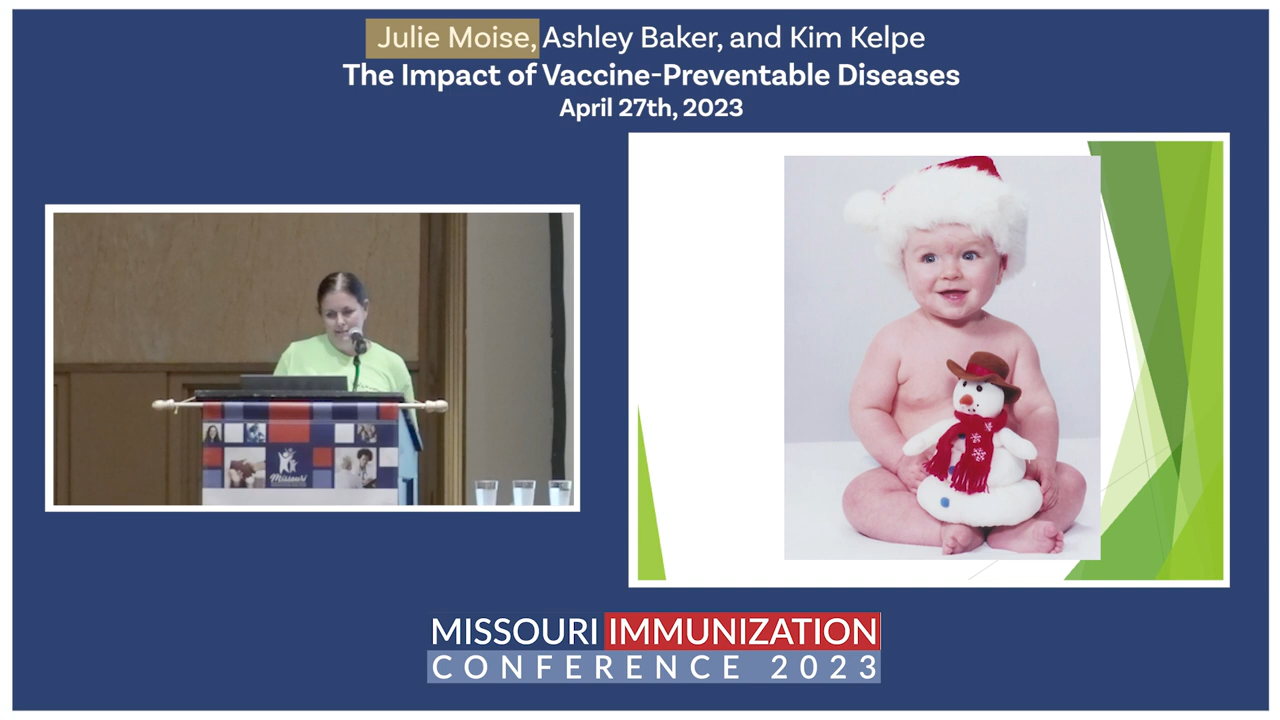 Julie Moise, Ashley Baker, and Kim Kelpe
The Impact of Vaccine-Preventable Diseases
April 27th, 2023
Missouri
MISSOURI IMMUNIZATION
CONFERENCE 2023